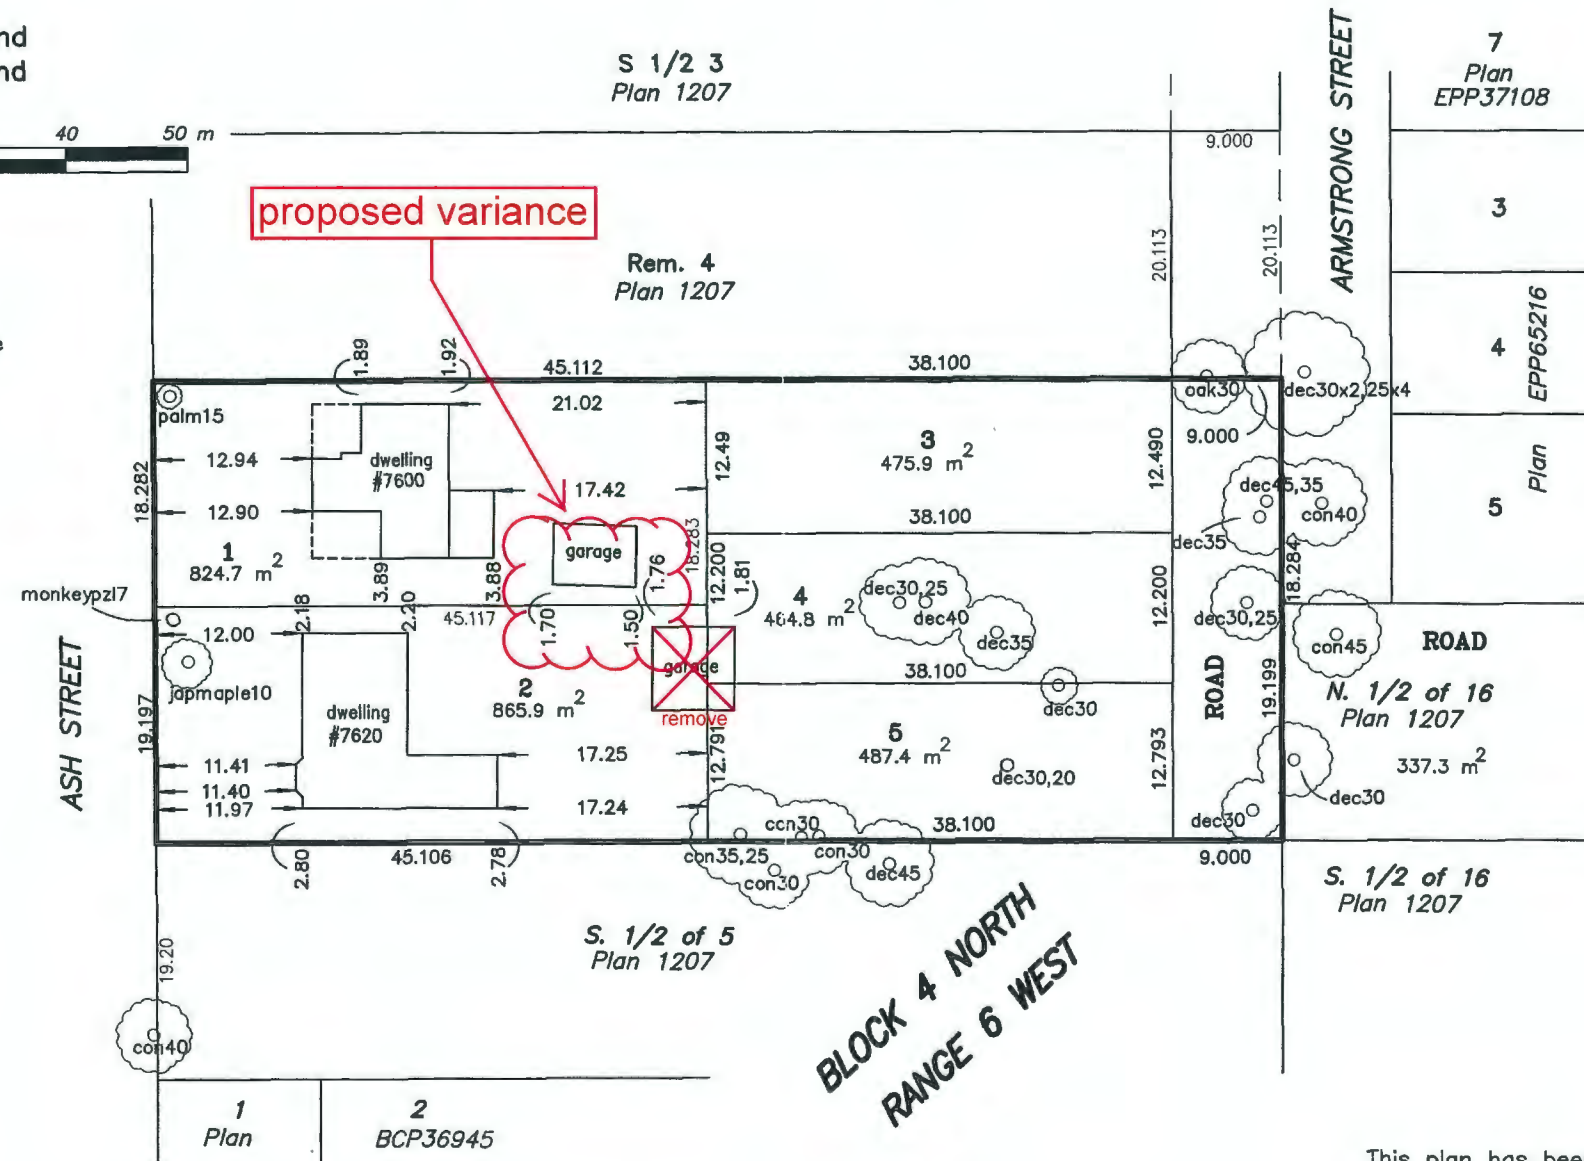 nd
nd
40 50 m
S 1/2 3
Plan 1207
ARMSTRONG STREET
7
Plan
EPP37108
9.000
3
proposed variance
Rem. 4
Plan 1207
20.113
20.113
4
Plan EPP65216
5
e
1.89
1.92
45.112
38.100
oak30
dec30x2,25x4
palm15
21.02
9.000
12.94
dwelling
#7600
12.49
3
475.9 m2
12.490
18.282
17.42
dec45,35
con40
12.90
38.100
dec35
1
824.7 m2
garage
18.283
3.89
3.88
1.76
12.200
1.81
12.200
18.284
monkeypzl7
2.18
2.20
45.117
1.70
1.50
4
464.8 m2
dec30,25
dec40
dec35
dec30,25
12.00
con45
ROAD
japmaple10
garage
38.100
ROAD
19.199
N. 1/2 of 16
Plan 1207
2
865.9 m2
remove
dec30
ASH STREET
19.197
dwelling
#7620
5
487.4 m2
337.3 m2
11.41
17.25
12.791
12.793
dec30,20
11.40
dec30
11.97
17.24
dec30
con30
38.100
2.80
45.106
2.78
con35,25
con30
con30
dec45
9.000
S. 1/2 of 16
Plan 1207
S. 1/2 of 5
Plan 1207
19.20
BLOCK 4 NORTH
RANGE 6 WEST
con40
1
Plan
2
BCP36945
This plan has bee